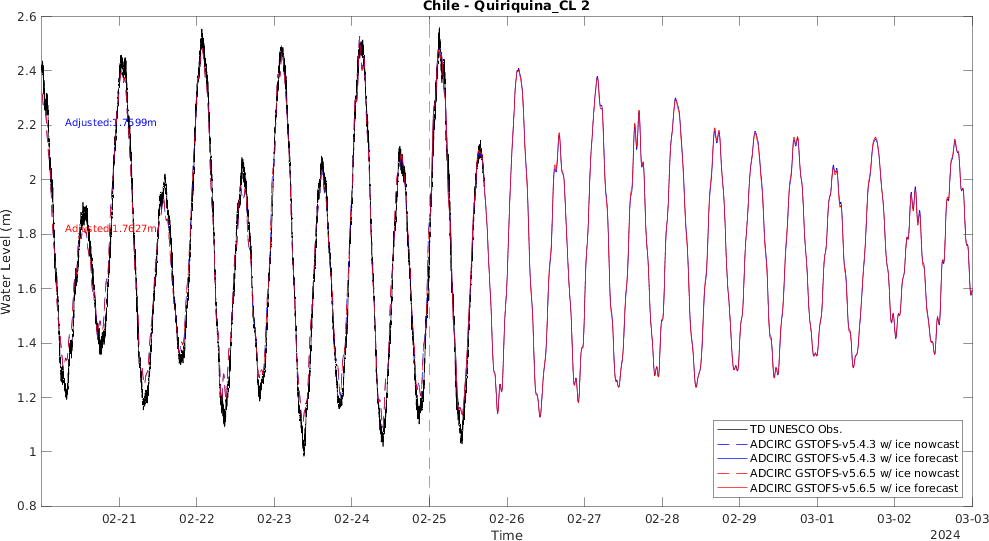 Chile - Quiriquina_CL 2
2.6
2.4
2.2
2
1.8
1.6
1.4
1.2
1
0.8
Water Level (m)
Adjusted:1.7599m
Adjusted:1.7627m
TD UNESCO Obs.
ADCIRC GSTOFS-v5.4.3 w/ ice nowcast
ADCIRC GSTOFS-v5.4.3 w/ ice forecast
ADCIRC GSTOFS-v5.6.5 w/ ice nowcast
ADCIRC GSTOFS-v5.6.5 w/ ice forecast
02-21 02-22 02-23 02-24 02-25 02-26 02-27 02-28 02-29 03-01 03-02 03-03
Time
2024